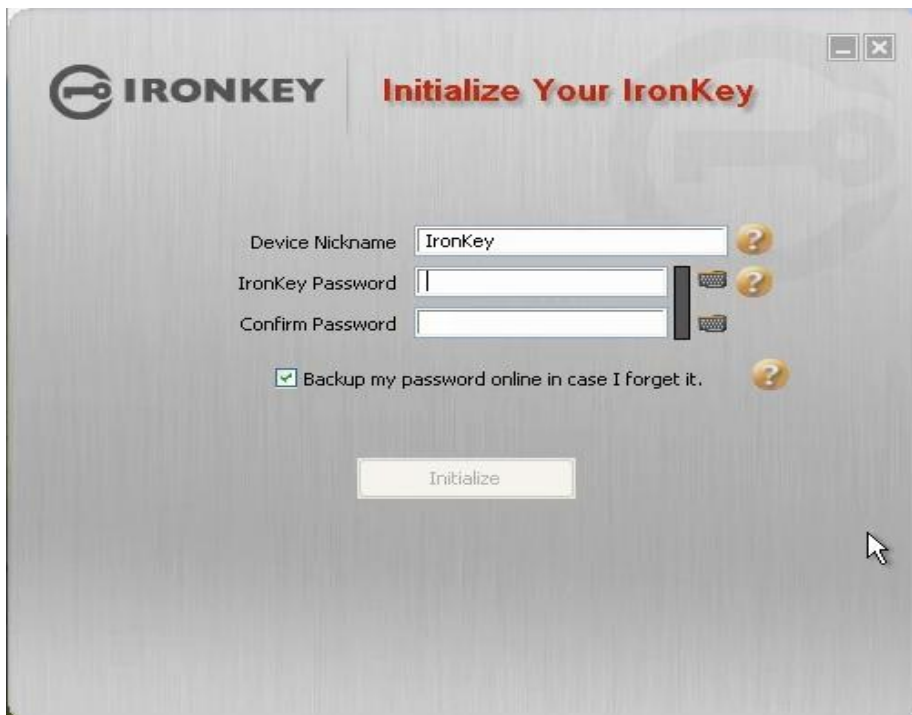 IRONKEY
Initialize Your IronKey
Device Nickname IronKey
IronKey Password
Confirm Password
Backup my password online in case I forget it.
Initialize